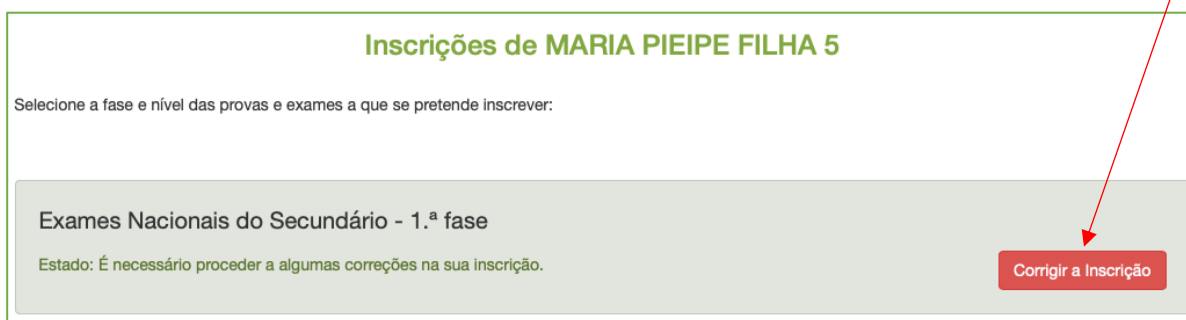 Inscrições de MARIA PIEIPE FILHA 5
Selecione a fase e nível das provas e exames a que se pretende inscrever:
Exames Nacionais do Secundário - 1.ª fase
Estado: É necessário proceder a algumas correções na sua inscrição.
Corrigir a Inscrição